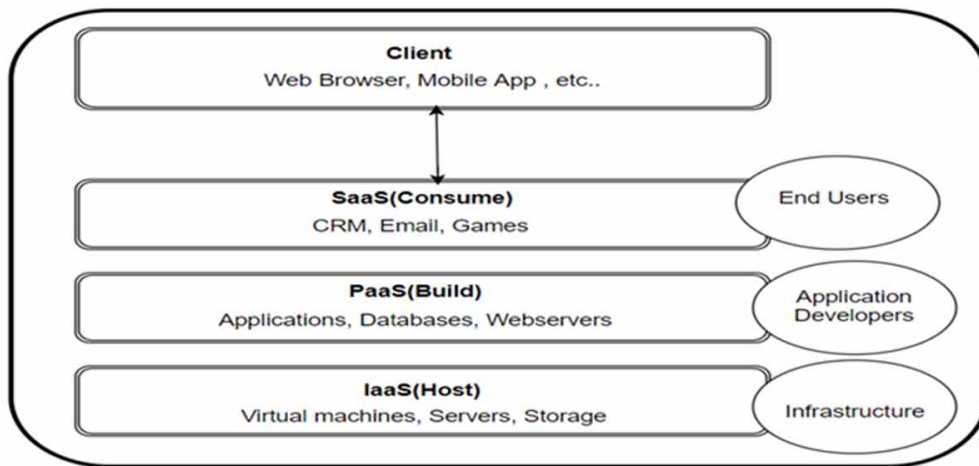 Client
Web Browser, Mobile App , etc..
SaaS(Consume)
CRM, Email, Games
End Users
PaaS(Build)
Applications, Databases, Webservers
Application
Developers
IaaS(Host)
Virtual machines, Servers, Storage
Infrastructure